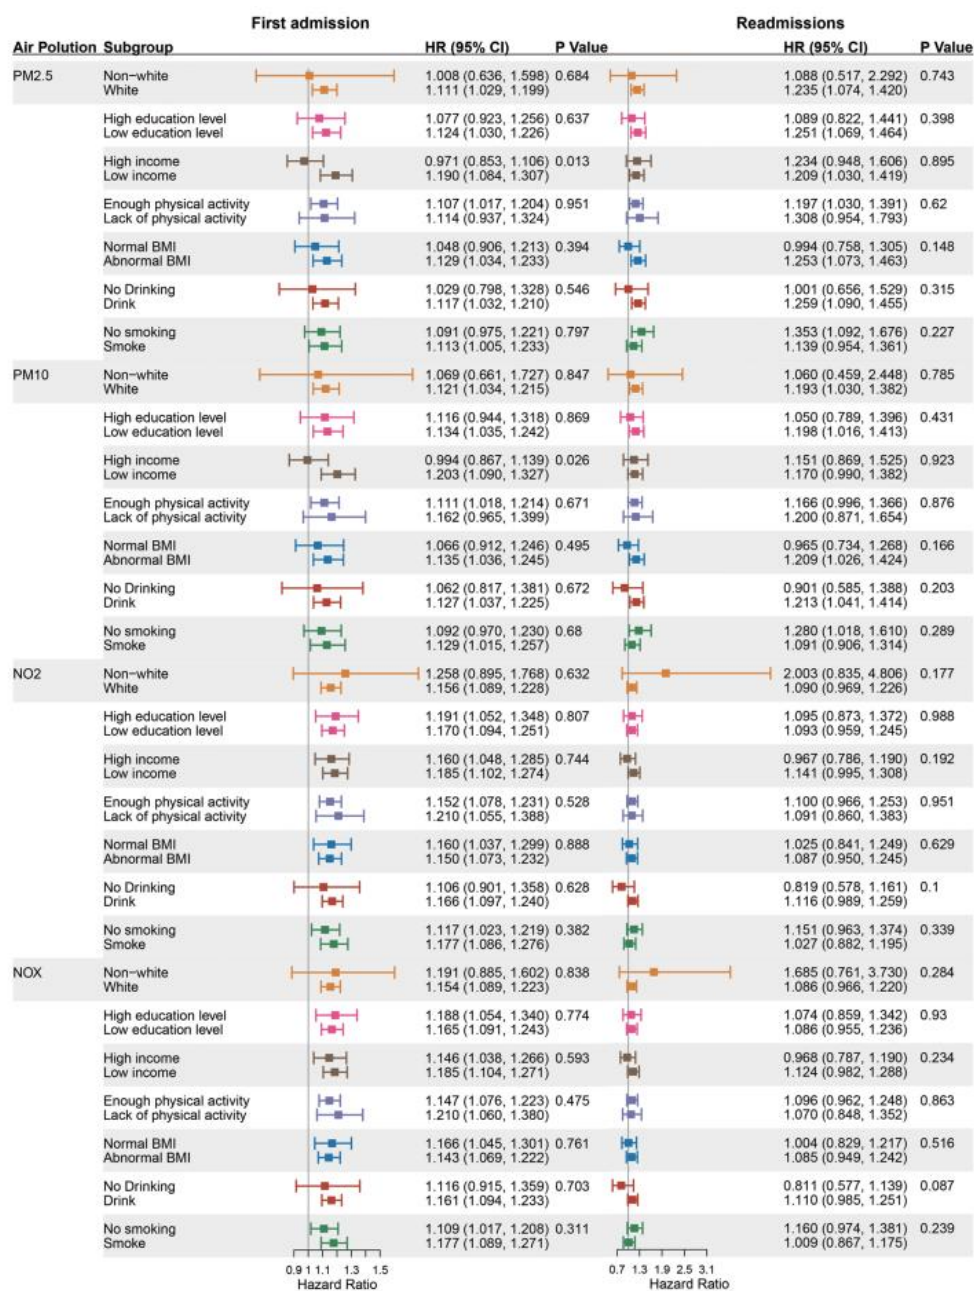 First admission Readmissions
Air Polution Subgroup HR (95% CI) P Value HR (95% CI) P Value
PM2.5 Non-white 1.008 (0.636, 1.598) 0.684 1.088 (0.517, 2.292) 0.743
White 1.111 (1.029, 1.199) 1.235 (1.074, 1.420)
High education level 1.077 (0.923, 1.256) 0.637 1.089 (0.822, 1.441) 0.398
Low education level 1.124 (1.030, 1.226) 1.251 (1.069, 1.464)
High income 0.971 (0.853, 1.106) 0.013 1.234 (0.948, 1.606) 0.895
Low income 1.190 (1.084, 1.307) 1.209 (1.030, 1.419)
Enough physical activity 1.107 (1.017, 1.204) 0.951 1.197 (1.030, 1.391) 0.62
Lack of physical activity 1.114 (0.937, 1.324) 1.308 (0.954, 1.793)
Normal BMI 1.048 (0.906, 1.213) 0.394 0.994 (0.758, 1.305) 0.148
Abnormal BMI 1.129 (1.034, 1.233) 1.253 (1.073, 1.463)
No Drinking 1.029 (0.798, 1.328) 0.546 1.001 (0.656, 1.529) 0.315
Drink 1.117 (1.032, 1.210) 1.259 (1.090, 1.455)
No smoking 1.091 (0.975, 1.221) 0.797 1.353 (1.092, 1.676) 0.227
Smoke 1.113 (1.005, 1.233) 1.139 (0.954, 1.361)
PM10 Non-white 1.069 (0.661, 1.727) 0.847 1.060 (0.459, 2.448) 0.785
White 1.121 (1.034, 1.215) 1.193 (1.030, 1.382)
High education level 1.116 (0.944, 1.318) 0.869 1.050 (0.789, 1.396) 0.431
Low education level 1.134 (1.035, 1.242) 1.198 (1.016, 1.413)
High income 0.994 (0.867, 1.139) 0.026 1.151 (0.869, 1.525) 0.923
Low income 1.203 (1.090, 1.327) 1.170 (0.990, 1.382)
Enough physical activity 1.111 (1.018, 1.214) 0.671 1.166 (0.996, 1.366) 0.876
Lack of physical activity 1.162 (0.965, 1.399) 1.200 (0.871, 1.654)
Normal BMI 1.066 (0.912, 1.246) 0.495 0.965 (0.734, 1.268) 0.166
Abnormal BMI 1.135 (1.036, 1.245) 1.209 (1.026, 1.424)
No Drinking 1.062 (0.817, 1.381) 0.672 0.901 (0.585, 1.388) 0.203
Drink 1.127 (1.037, 1.225) 1.213 (1.041, 1.414)
No smoking 1.092 (0.970, 1.230) 0.68 1.280 (1.018, 1.610) 0.289
Smoke 1.129 (1.015, 1.257) 1.091 (0.906, 1.314)
NO2 Non-white 1.258 (0.895, 1.768) 0.632 2.003 (0.835, 4.806) 0.177
White 1.156 (1.089, 1.228) 1.090 (0.969, 1.226)
High education level 1.191 (1.052, 1.348) 0.807 1.095 (0.873, 1.372) 0.988
Low education level 1.170 (1.094, 1.251) 1.093 (0.959, 1.245)
High income 1.160 (1.048, 1.285) 0.744 0.967 (0.786, 1.190) 0.192
Low income 1.185 (1.102, 1.274) 1.141 (0.995, 1.308)
Enough physical activity 1.152 (1.078, 1.231) 0.528 1.100 (0.966, 1.253) 0.951
Lack of physical activity 1.210 (1.055, 1.388) 1.091 (0.860, 1.383)
Normal BMI 1.160 (1.037, 1.299) 0.888 1.025 (0.841, 1.249) 0.629
Abnormal BMI 1.150 (1.073, 1.232) 1.087 (0.950, 1.245)
No Drinking 1.106 (0.901, 1.358) 0.628 0.819 (0.578, 1.161) 0.1
Drink 1.166 (1.097, 1.240) 1.116 (0.989, 1.259)
No smoking 1.117 (1.023, 1.219) 0.382 1.151 (0.963, 1.374) 0.339
Smoke 1.177 (1.086, 1.276) 1.027 (0.882, 1.195)
NOX Non-white 1.191 (0.885, 1.602) 0.838 1.685 (0.761, 3.730) 0.284
White 1.154 (1.089, 1.223) 1.086 (0.966, 1.220)
High education level 1.188 (1.054, 1.340) 0.774 1.074 (0.859, 1.342) 0.93
Low education level 1.165 (1.091, 1.243) 1.086 (0.955, 1.236)
High income 1.146 (1.038, 1.266) 0.593 0.968 (0.787, 1.190) 0.234
Low income 1.185 (1.104, 1.271) 1.124 (0.982, 1.288)
Enough physical activity 1.147 (1.076, 1.223) 0.475 1.096 (0.962, 1.248) 0.863
Lack of physical activity 1.210 (1.060, 1.380) 1.070 (0.848, 1.352)
Normal BMI 1.166 (1.045, 1.301) 0.761 1.004 (0.829, 1.217) 0.516
Abnormal BMI 1.143 (1.069, 1.222) 1.085 (0.949, 1.242)
No Drinking 1.116 (0.915, 1.359) 0.703 0.811 (0.577, 1.139) 0.087
Drink 1.161 (1.094, 1.233) 1.110 (0.985, 1.251)
No smoking 1.109 (1.017, 1.208) 0.311 1.160 (0.974, 1.381) 0.239
Smoke 1.177 (1.089, 1.271) 1.009 (0.867, 1.175)
0.9 1 1.1 1.3 1.5 0.7 1.3 1.9 2.5 3.1
Hazard Ratio Hazard Ratio